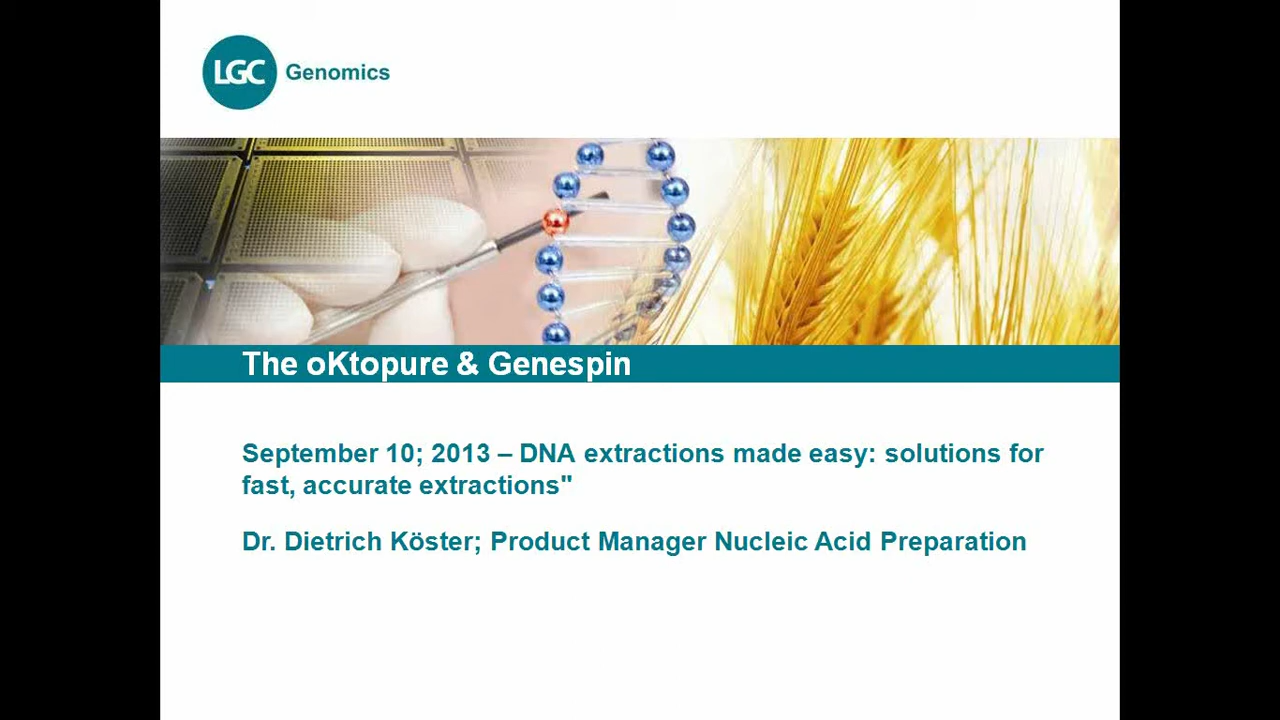 LGC Genomics
The oKtopure & Genespin
September 10; 2013 – DNA extractions made easy: solutions for
fast, accurate extractions"
Dr. Dietrich Köster; Product Manager Nucleic Acid Preparation